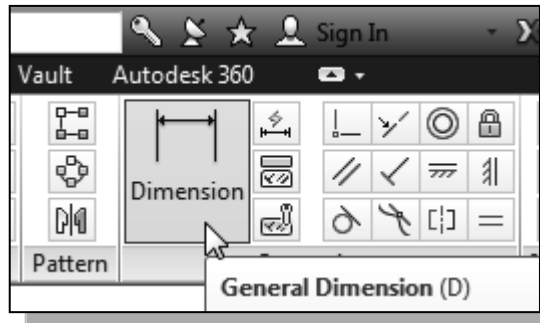 Sign In
Vault Autodesk 360
Dimension
Pattern
General Dimension (D)